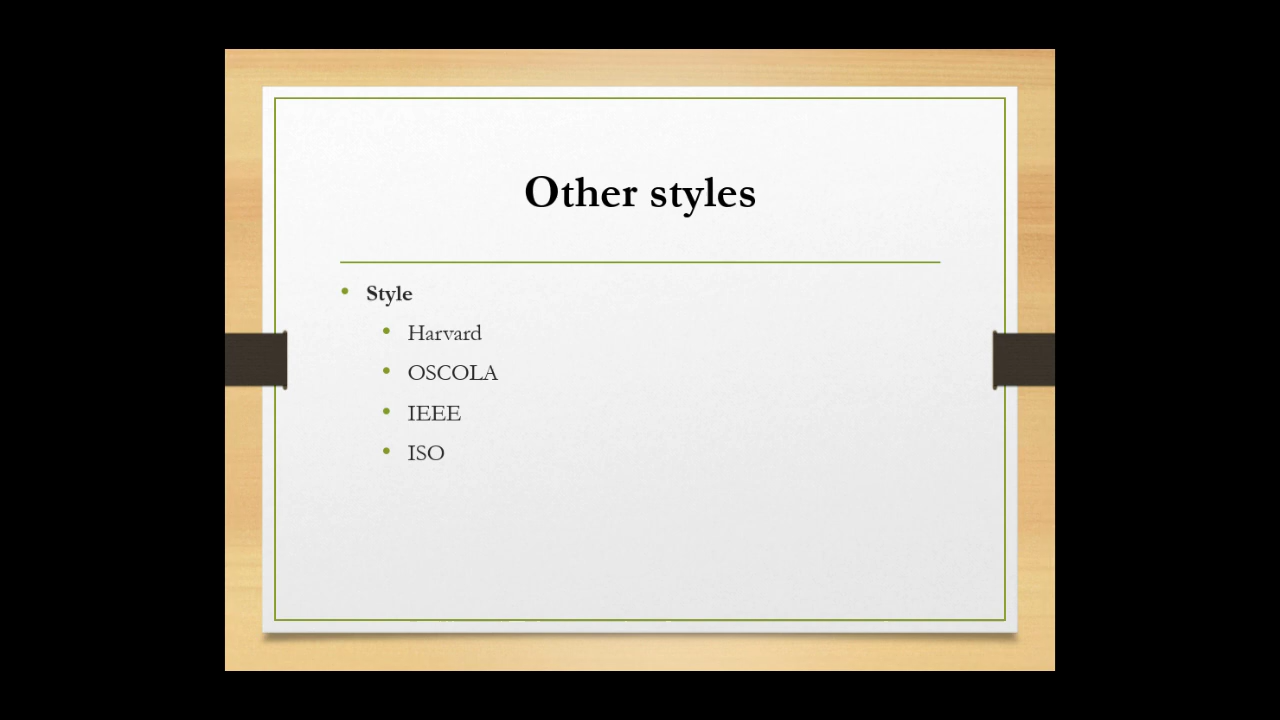 Other styles
Style
Harvard
OSCOLA
IEEE
ISO